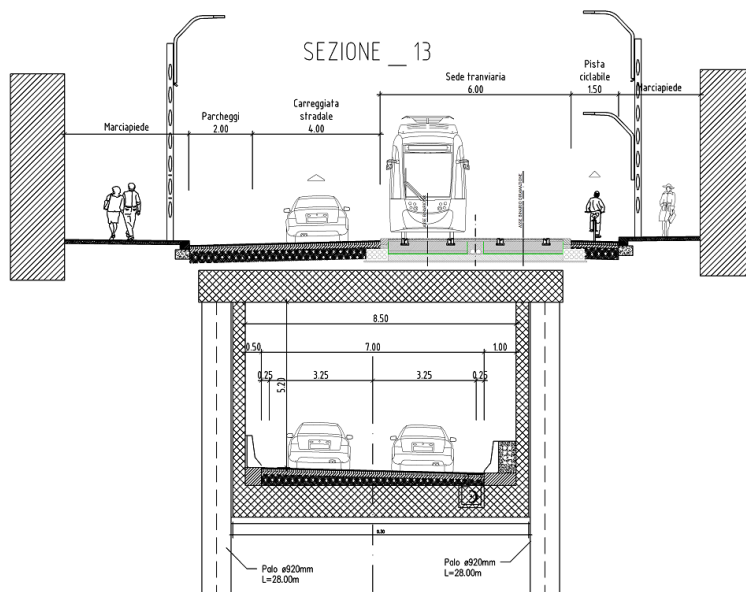 SEZIONE _ 13
Sede tranviaria
6.00
Pista
ciclabile
1.50
Marciapiede
Carreggiata
stradale
4.00
Parcheggi
2.00
Marciapiede
8.50
0.50
7.00
1.00
0.25
3.25
3.25
0.25
5.20
Palo ø920mm
L=28.00m
Palo ø920mm
L=28.00m